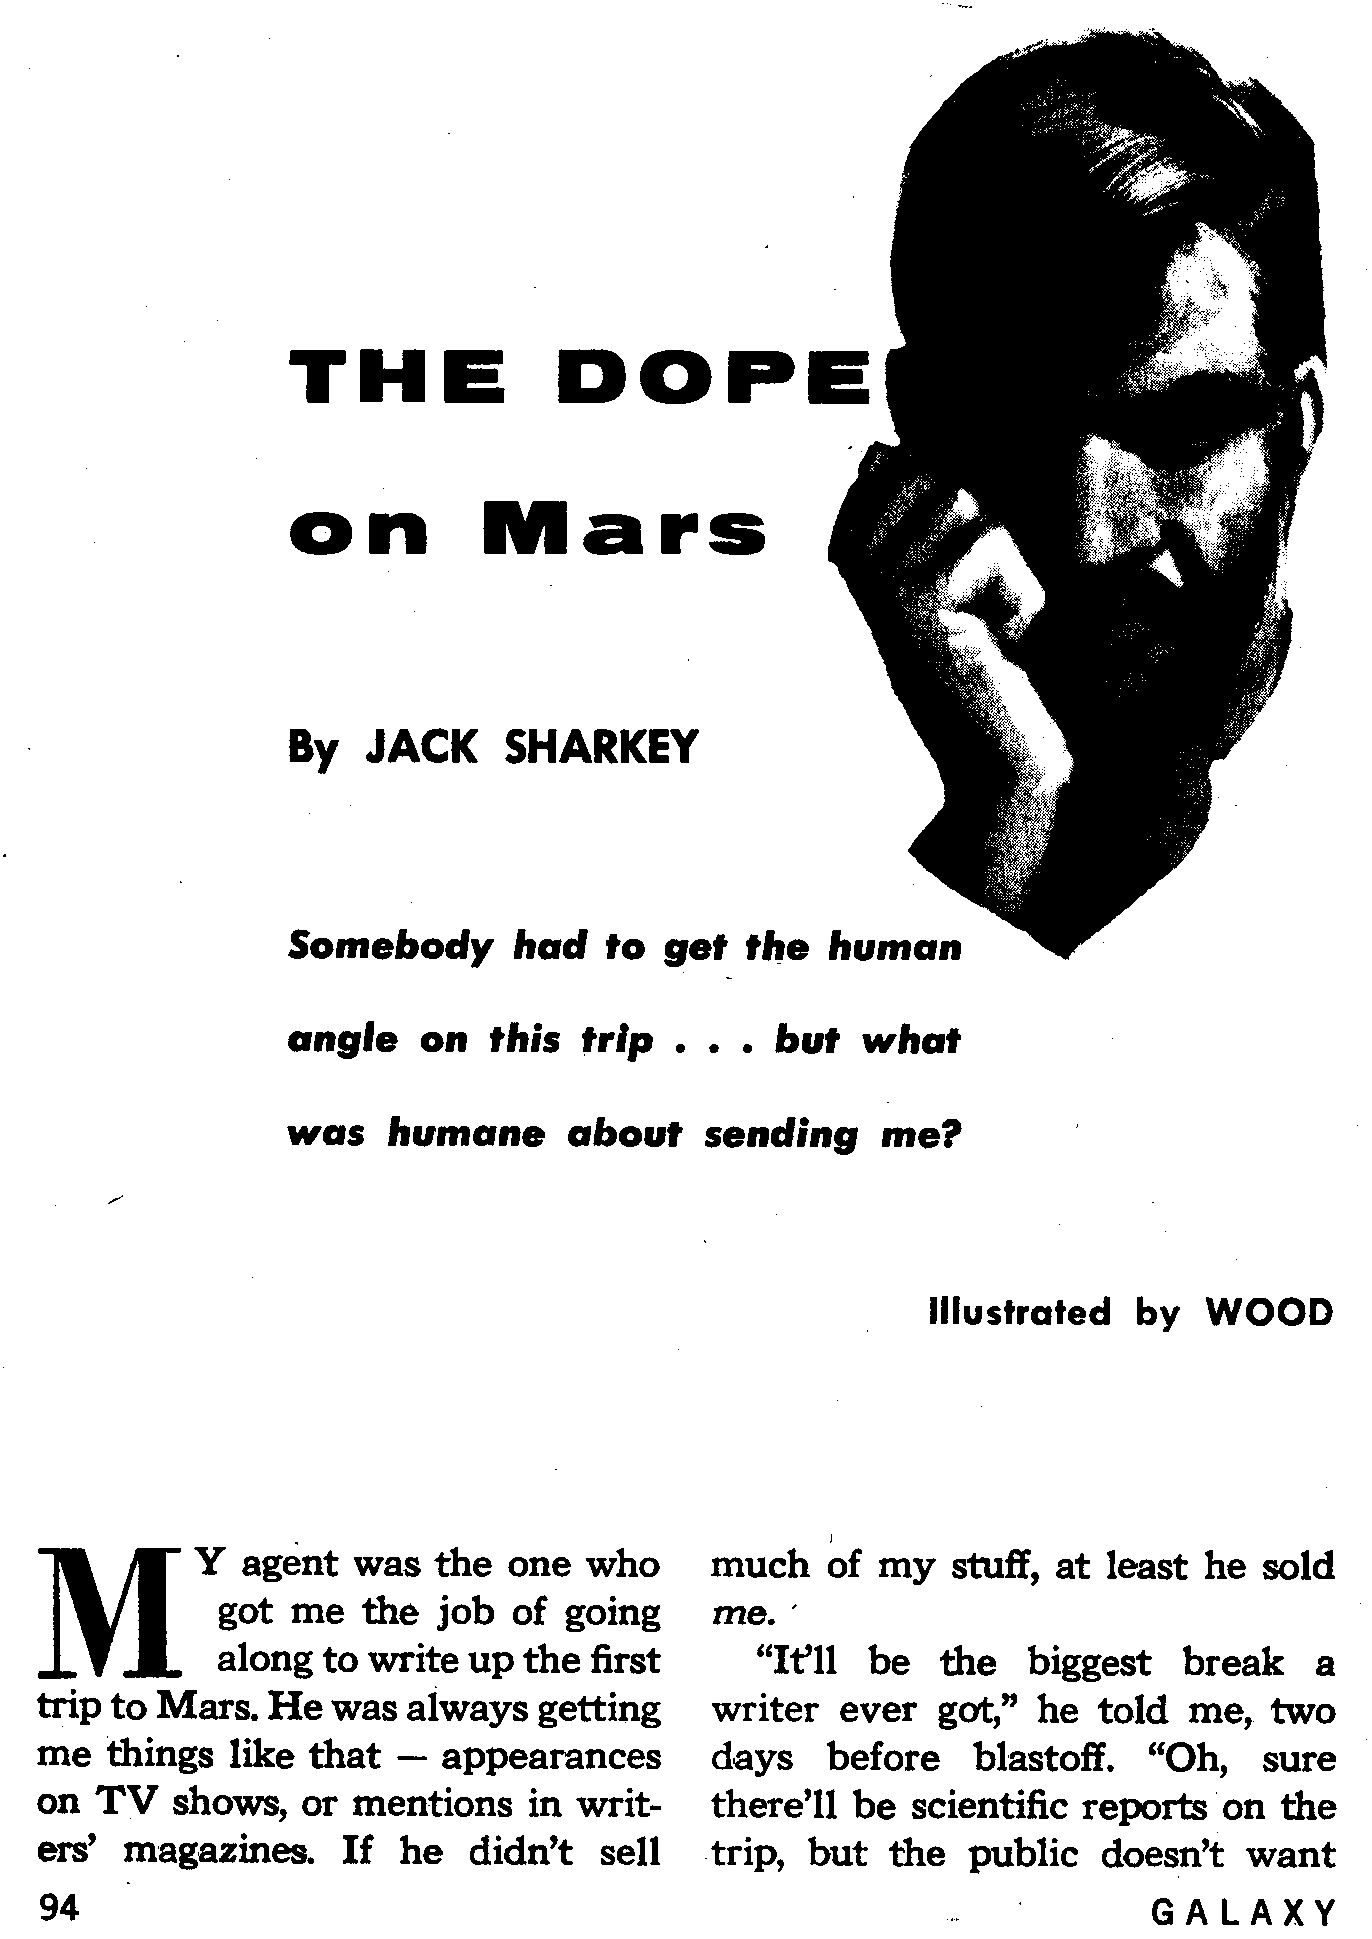 THE DOPE
on Mars
By JACK SHARKEY
Somebody had to get the human
angle on this trip . . . but what
was humane about sending me?
Illustrated by WOOD
MY agent was the one who
got me the job of going
along to write up the first
trip to Mars. He was always getting
me things like that — appearances
on TV shows, or mentions in writ-
ers’ magazines. If he didn’t sell
much of my stuff, at least he sold
me.
“It’ll be the biggest break a
writer ever got,” he told me, two
days before blastoff. “Oh, sure
there’ll be scientific reports on the
trip, but the public doesn’t want
94
GALAXY